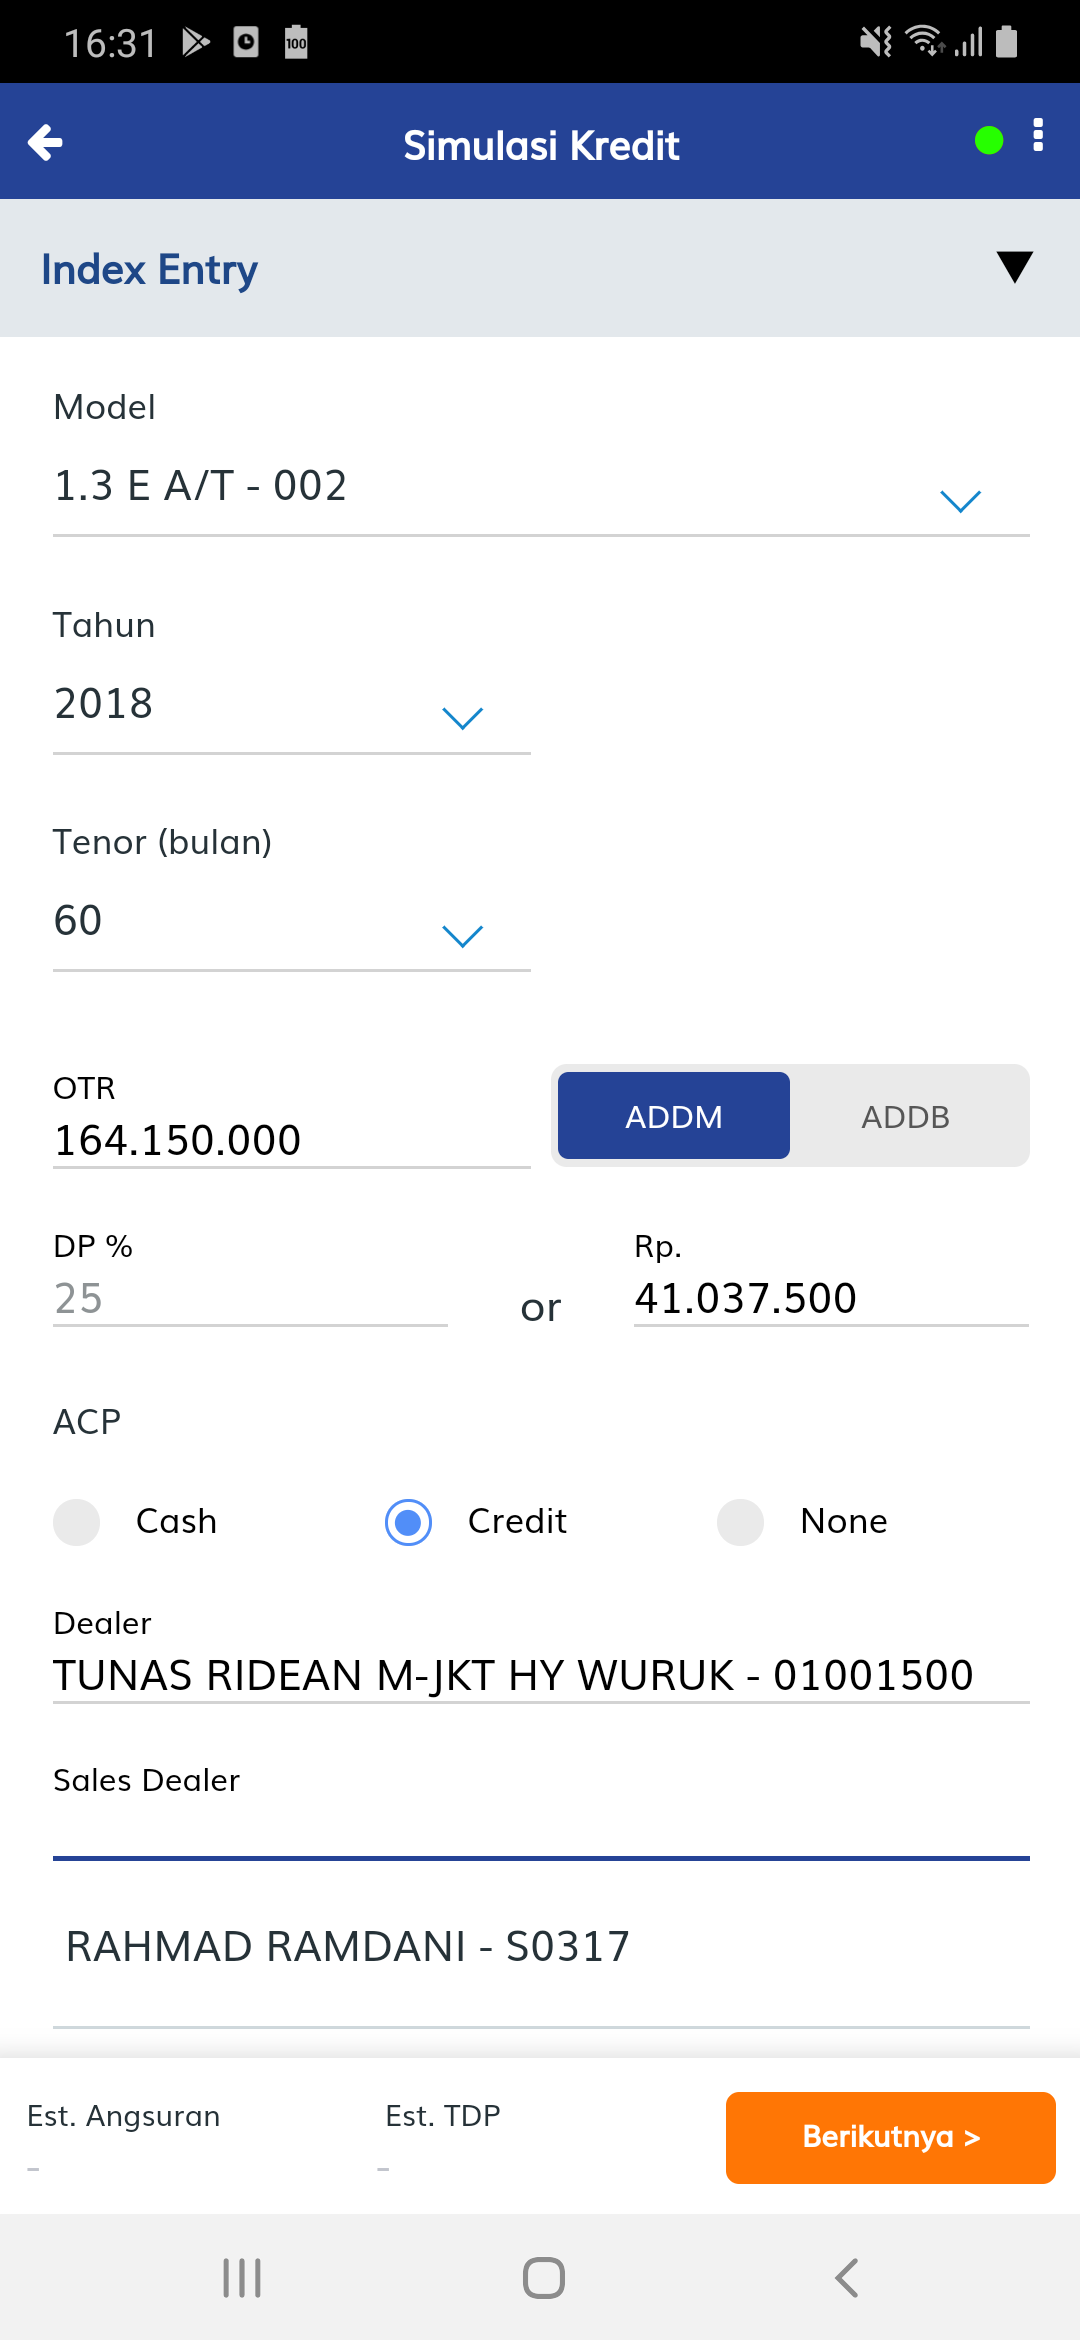 16:31
100
Simulasi Kredit
Index Entry
Model
1.3 E A/T - 002
Tahun
2018
Tenor (bulan)
60
OTR
164.150.000
ADDM ADDB
DP %
25
or
Rp.
41.037.500
ACP
Cash Credit None
Dealer
TUNAS RIDEAN M-JKT HY WURUK - 01001500
Sales Dealer
RAHMAD RAMDANI - S0317
Est. Angsuran
-
Est. TDP
-
Berikutnya >